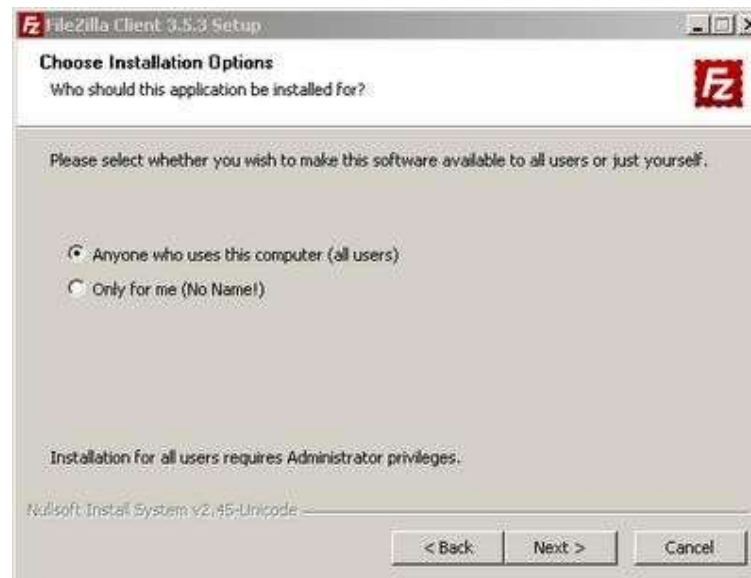 FileZilla Client 3.5.3 Setup
Choose Installation Options
Who should this application be installed for?
Fz
Please select whether you wish to make this software available to all users or just yourself.
Anyone who uses this computer (all users)
Only for me (No Name!)
Installation for all users requires Administrator privileges.
Nullsoft Install System v2.45-Unicode
< Back Next > Cancel